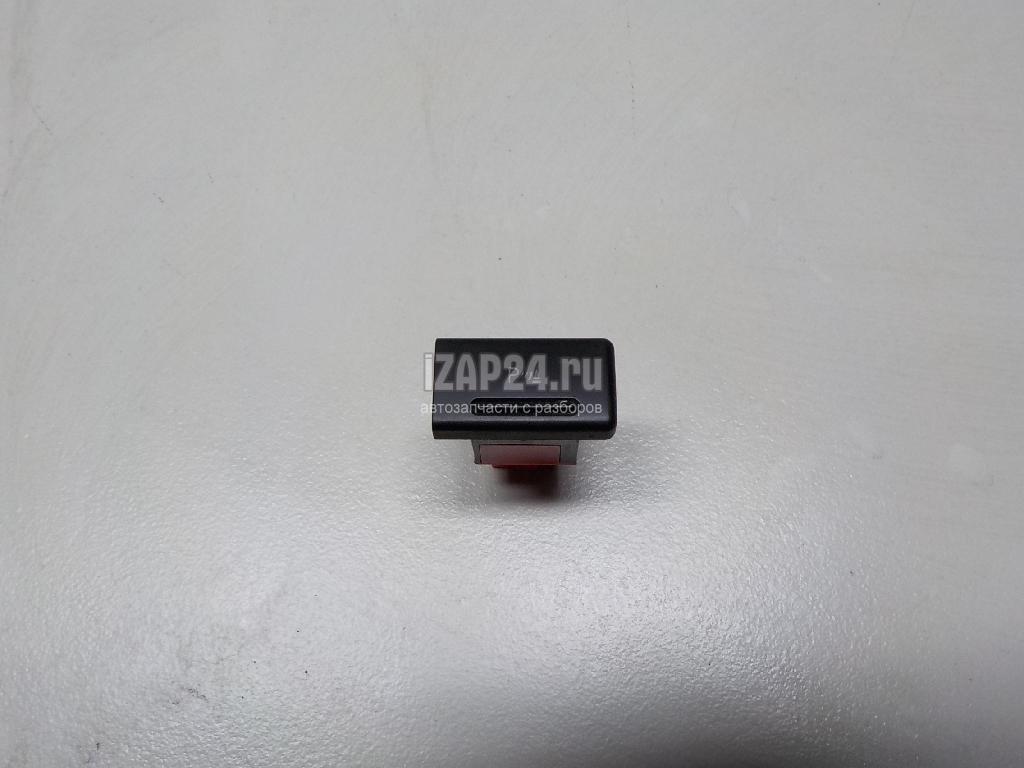 iZAP24.ru
P
автозапчасти с разборов